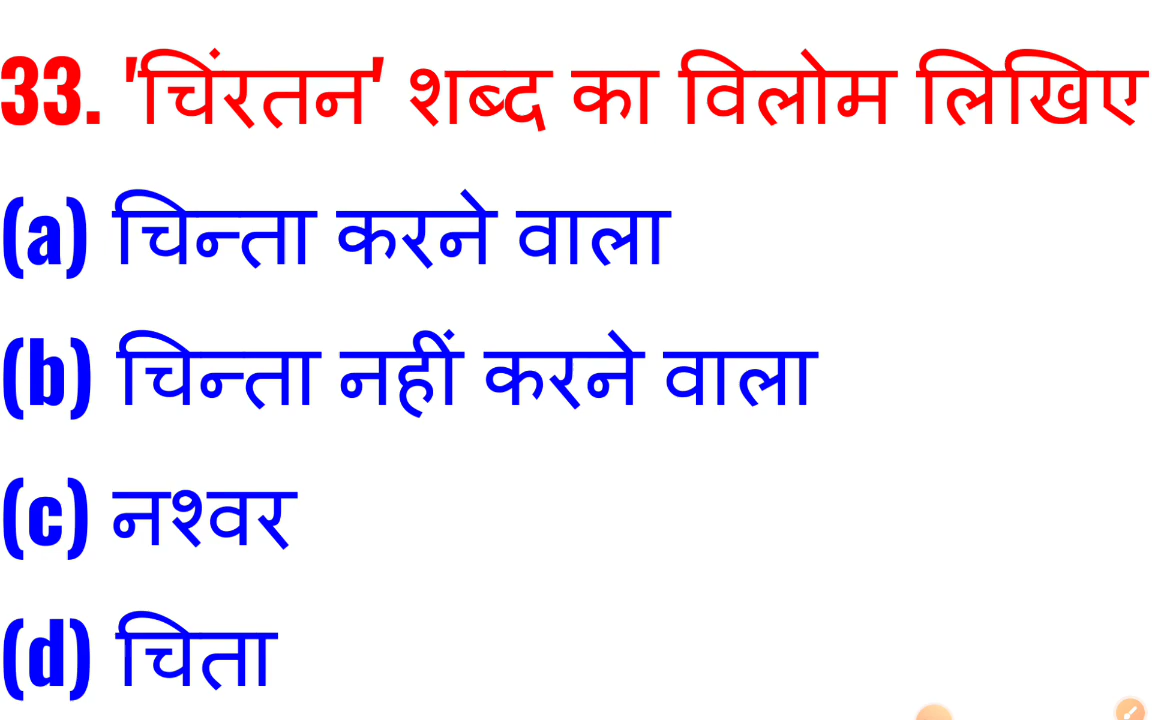 33. 'चिंरतन' शब्द का विलोम लिखिए
(a) चिन्ता करने वाला
(b) चिन्ता नहीं करने वाला
(c) नश्वर
(d) चिता